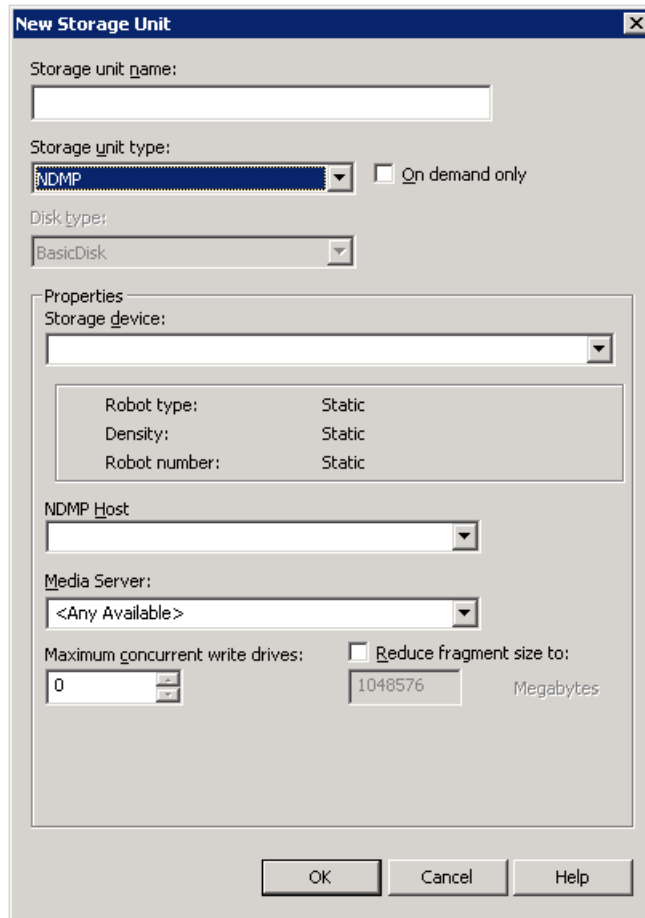 New Storage Unit
Storage unit name:
Storage unit type:
NDMP
On demand only
Disk type:
BasicDisk
Properties
Storage device:
Robot type: Static
Density: Static
Robot number: Static
NDMP Host
Media Server:
<Any Available>
Maximum concurrent write drives: Reduce fragment size to:
0 1048576 Megabytes
OK Cancel Help